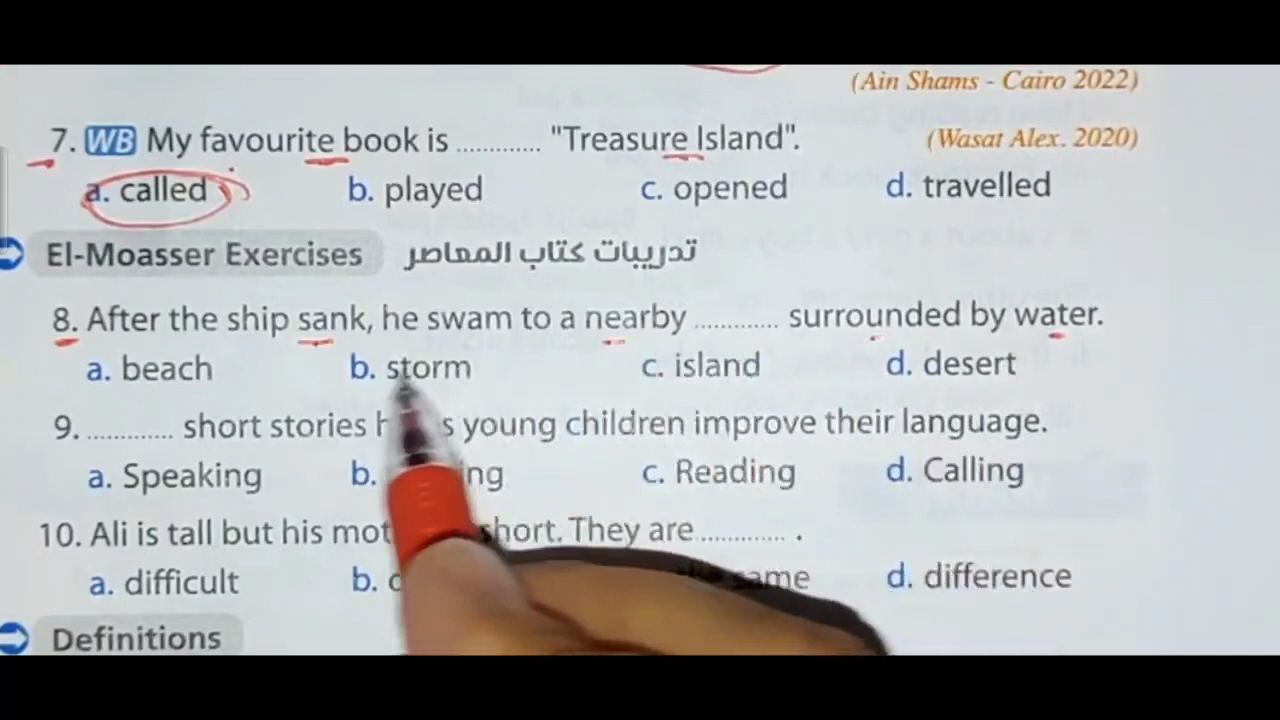 (Ain Shams - Cairo 2022)
7. WB My favourite book is ............ "Treasure Island". (Wasat Alex. 2020)
a. called b. played c. opened d. travelled
El-Moasser Exercises تدريبات كتاب المعاصر
8. After the ship sank, he swam to a nearby ............ surrounded by water.
a. beach b. storm c. island d. desert
9. ............ short stories young children improve their language.
a. Speaking b. c. Reading d. Calling
10. Ali is tall but his short. They are ............ .
a. difficult b. same d. difference
Definitions